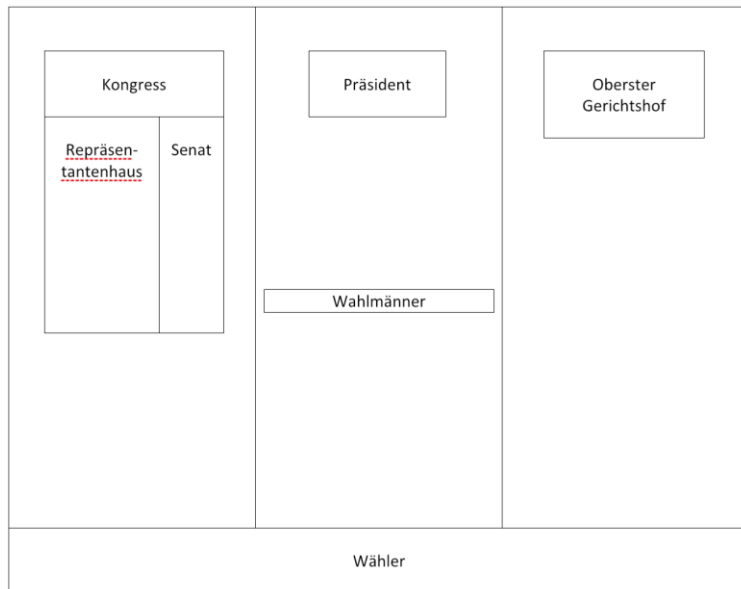 Kongress
Repräsen-
tantenhaus
Senat
Präsident
Wahlmänner
Oberster
Gerichtshof
Wähler